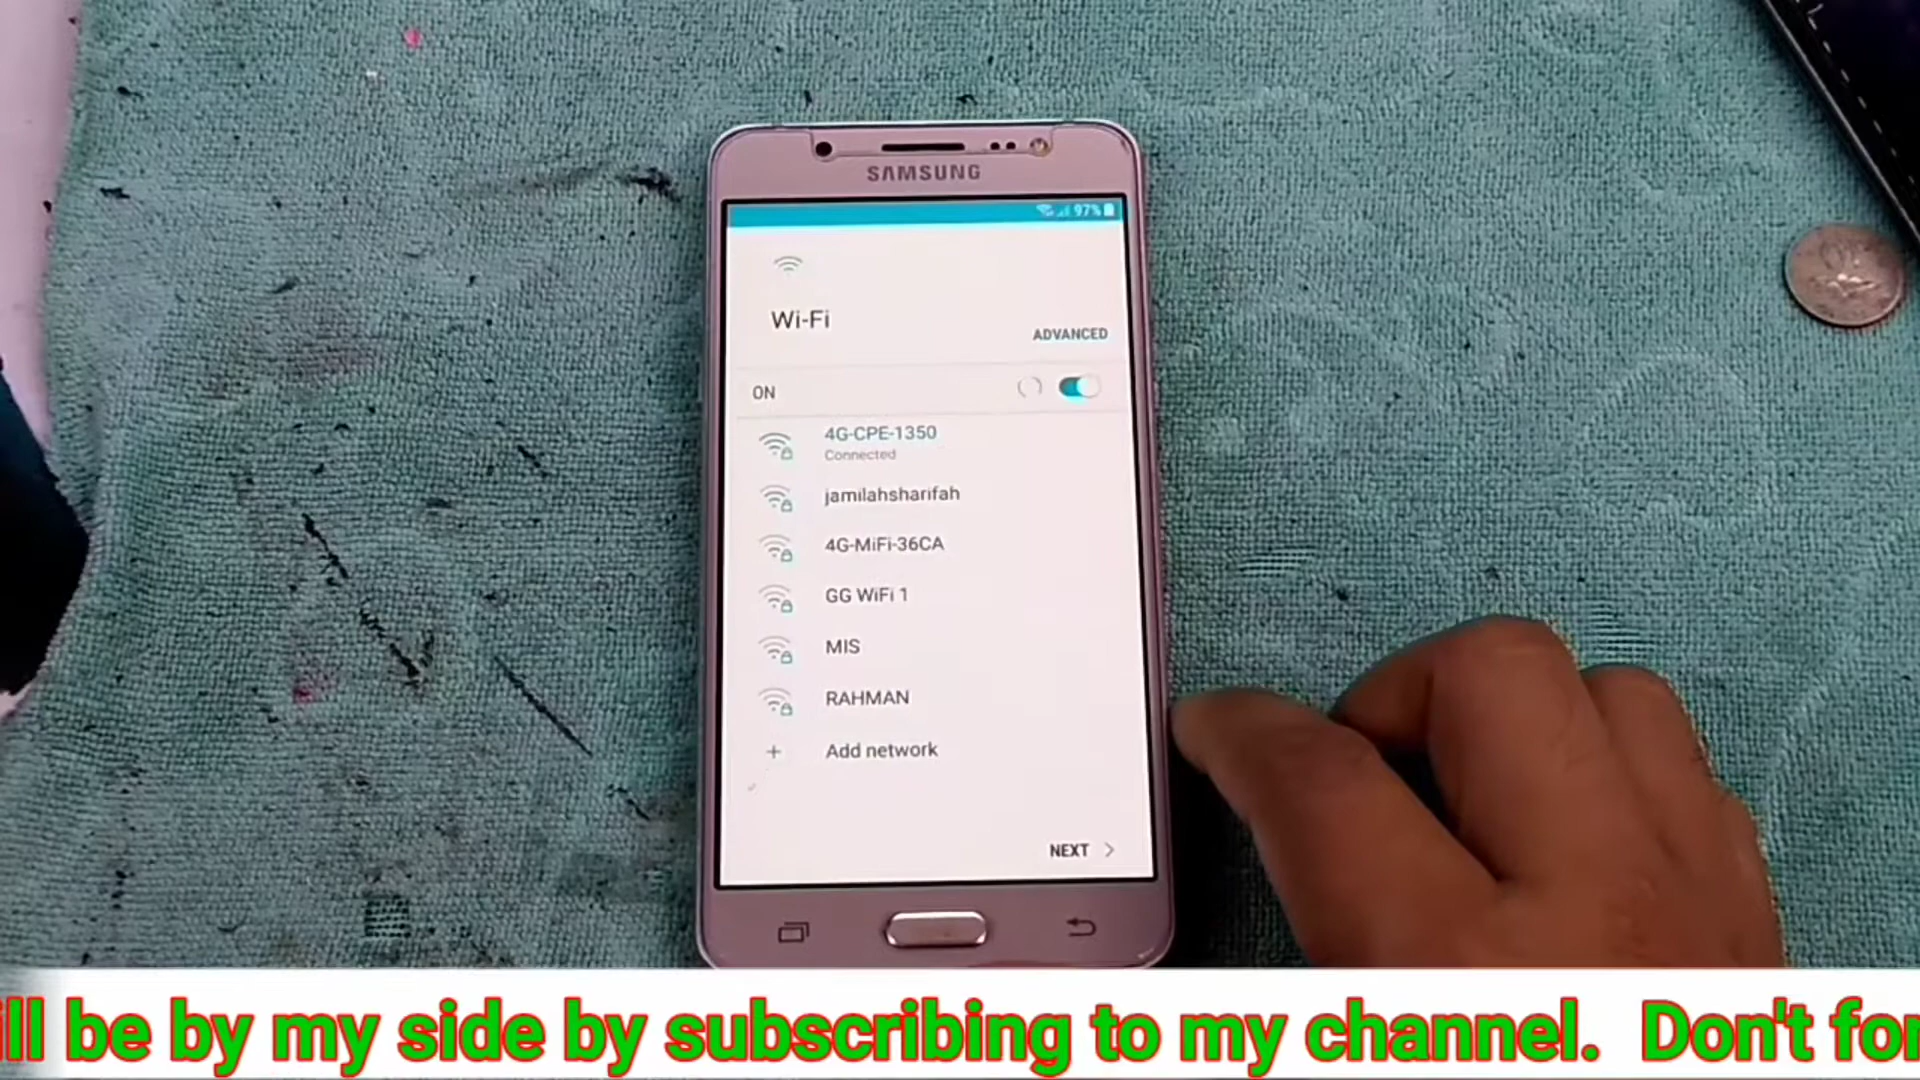 SAMSUNG
97%
Wi-Fi
ADVANCED
ON
4G-CPE-1350
Connected
jamilahsharifah
4G-MiFi-36CA
GG WiFi 1
MIS
RAHMAN
+ Add network
NEXT >
ill be by my side by subscribing to my channel. Don't for